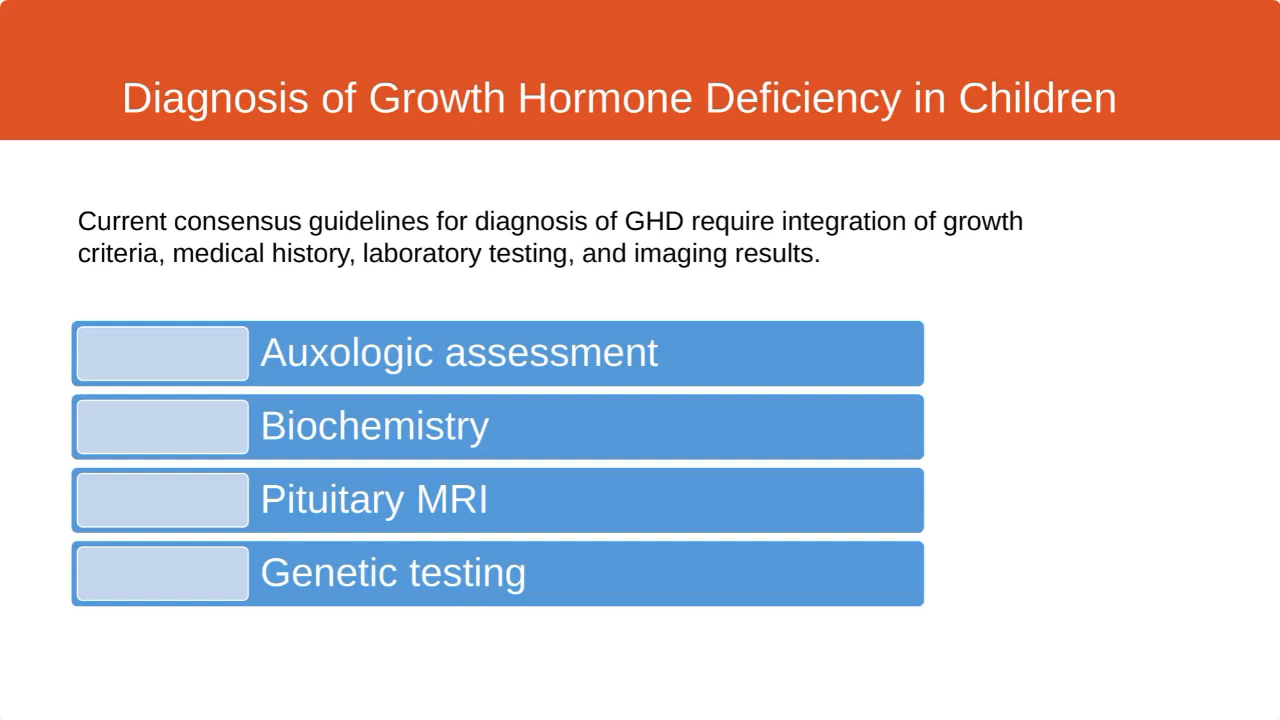 Diagnosis of Growth Hormone Deficiency in Children
Current consensus guidelines for diagnosis of GHD require integration of growth
criteria, medical history, laboratory testing, and imaging results.
Auxologic assessment
Biochemistry
Pituitary MRI
Genetic testing